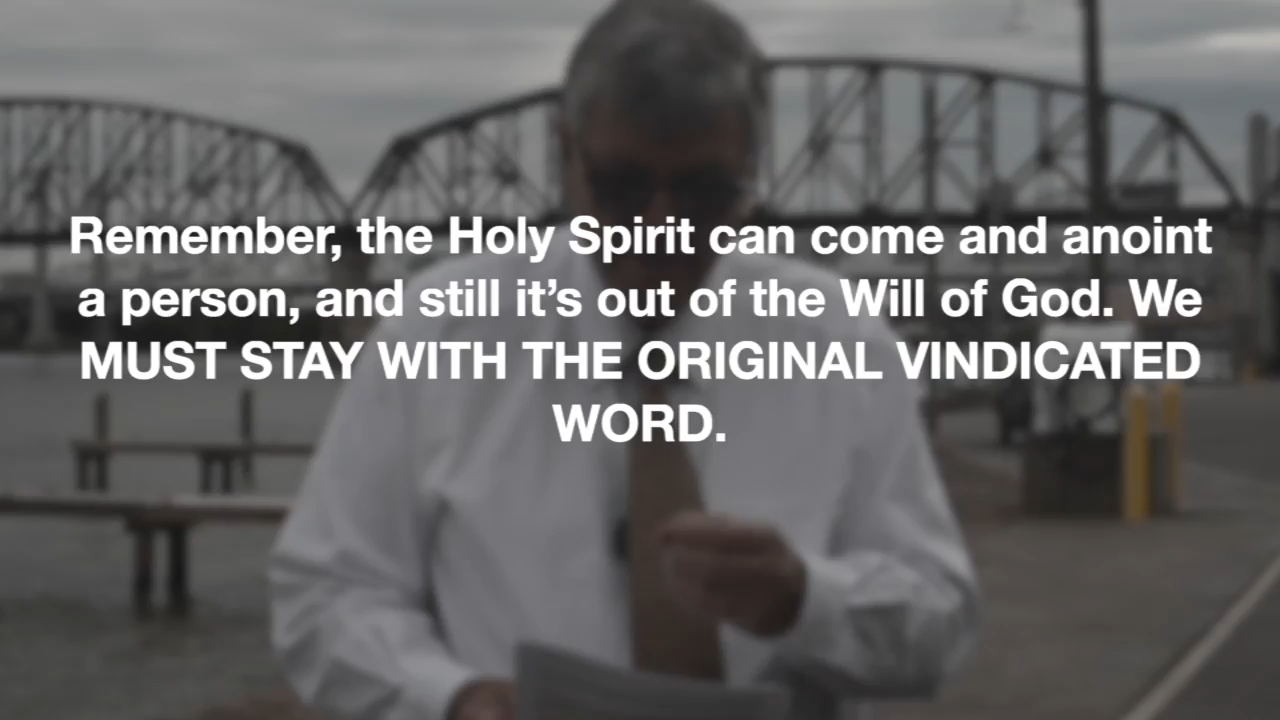 Remember, the Holy Spirit can come and anoint
a person, and still it’s out of the Will of God. We
MUST STAY WITH THE ORIGINAL VINDICATED
WORD.